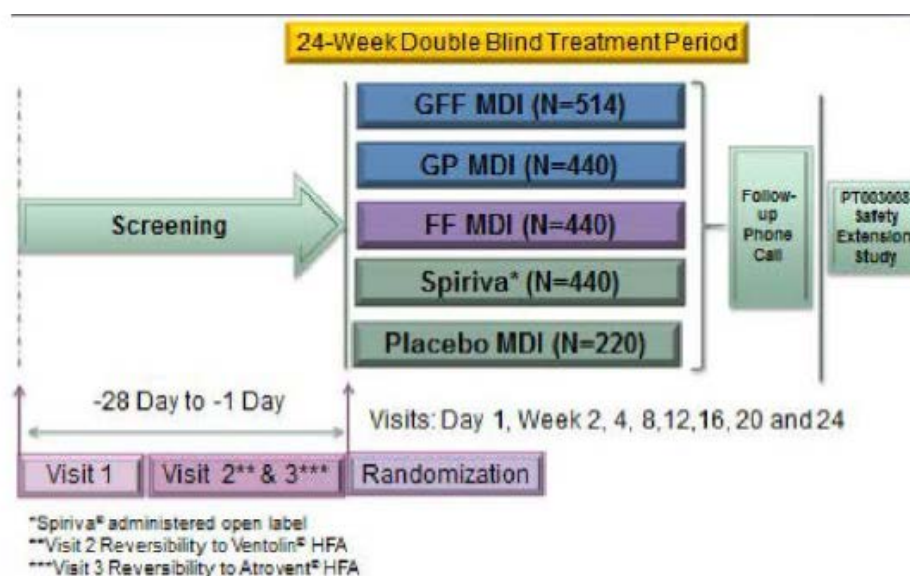 24-Week Double Blind Treatment Period
GFF MDI (N=514)
GP MDI (N=440)
FF MDI (N=440)
Spiriva* (N=440)
Placebo MDI (N=220)
Screening
Follow-
up
Phone
Call
PT003008
Safety
Extension
Study
-28 Day to -1 Day
Visits: Day 1, Week 2, 4, 8,12,16, 20 and 24
Visit 1
Visit 2** & 3***
Randomization
*Spiriva® administered open label
**Visit 2 Reversibility to Ventolin® HFA
***Visit 3 Reversibility to Atrovent® HFA